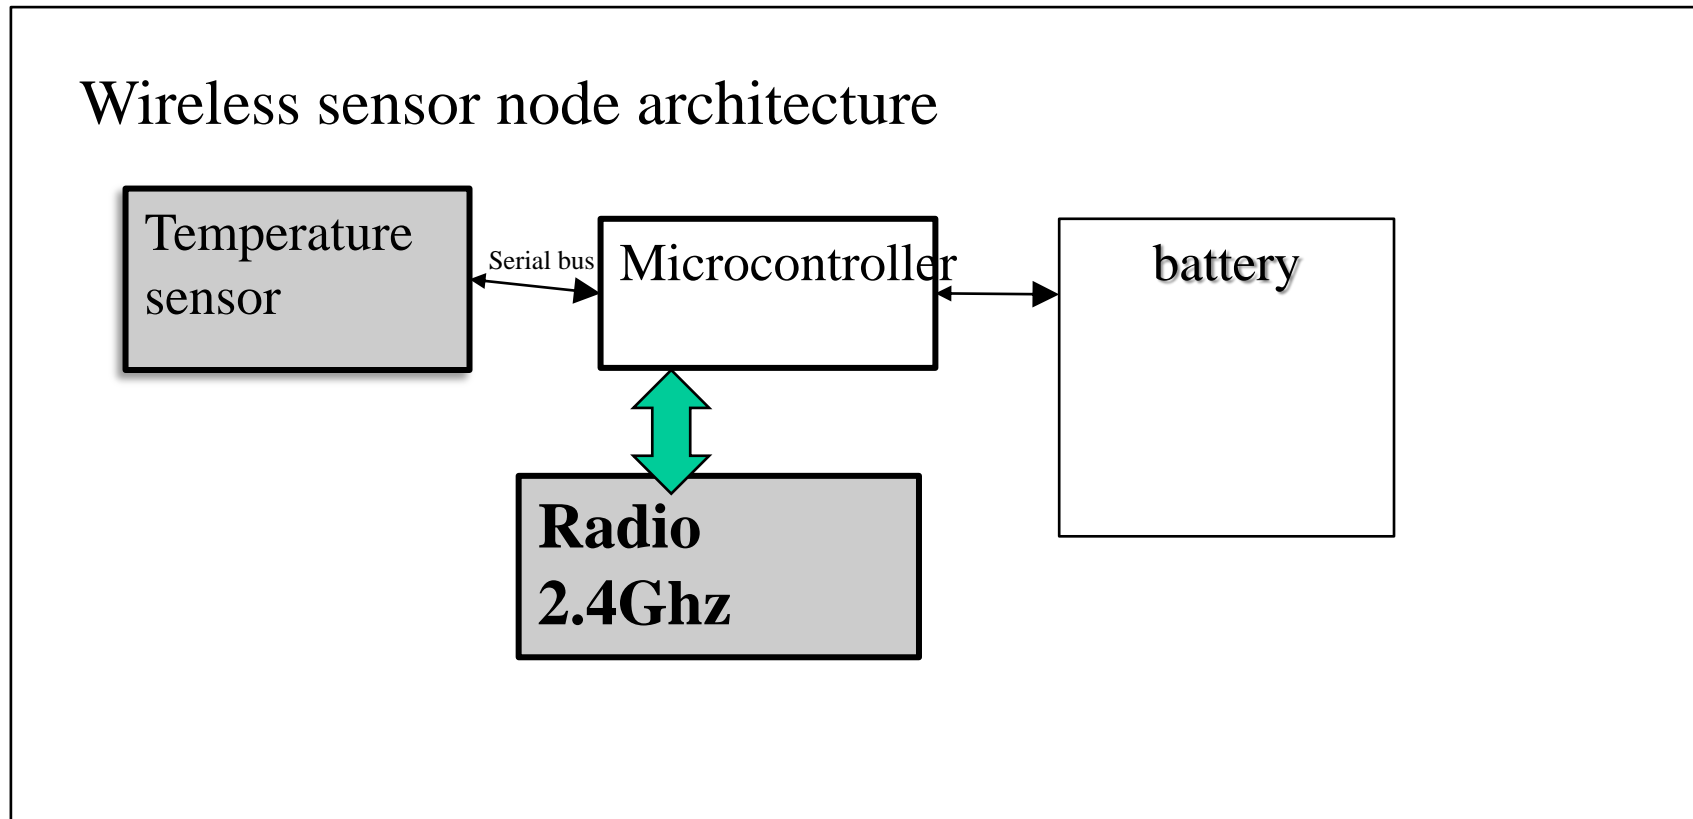 Wireless sensor node architecture
Temperature
sensor
Serial bus
Microcontroller
battery
Radio
2.4Ghz